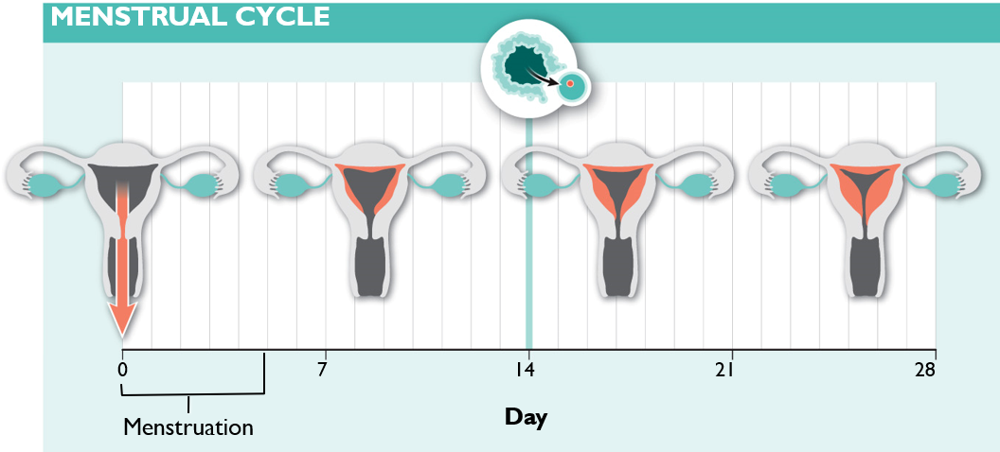 MENSTRUAL CYCLE
0 7 14 21 28
Menstruation
Day